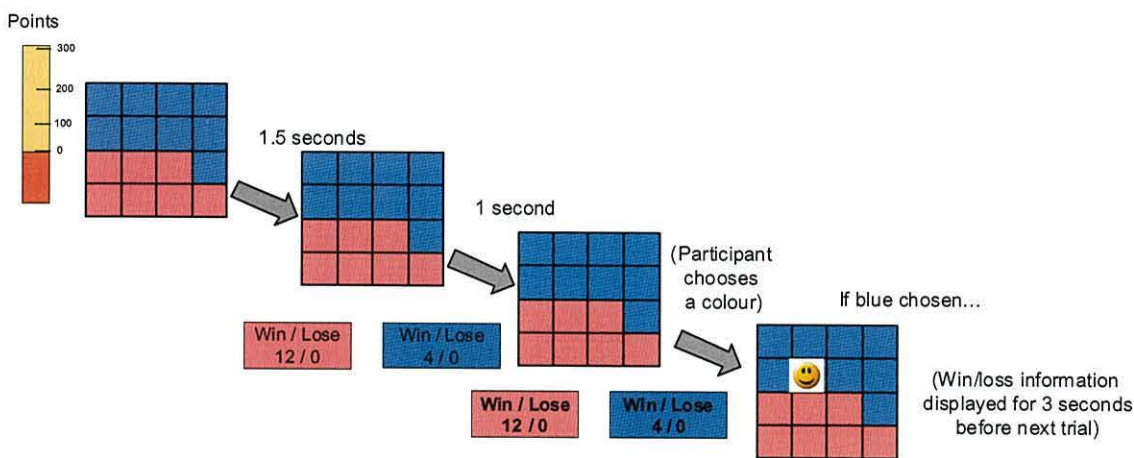 Points
300
200
100
0
1.5 seconds
1 second
Win / Lose
12 / 0
Win / Lose
4 / 0
(Participant
chooses
a colour)
Win / Lose
12 / 0
Win / Lose
4 / 0
If blue chosen...
(Win/loss information
displayed for 3 seconds
before next trial)